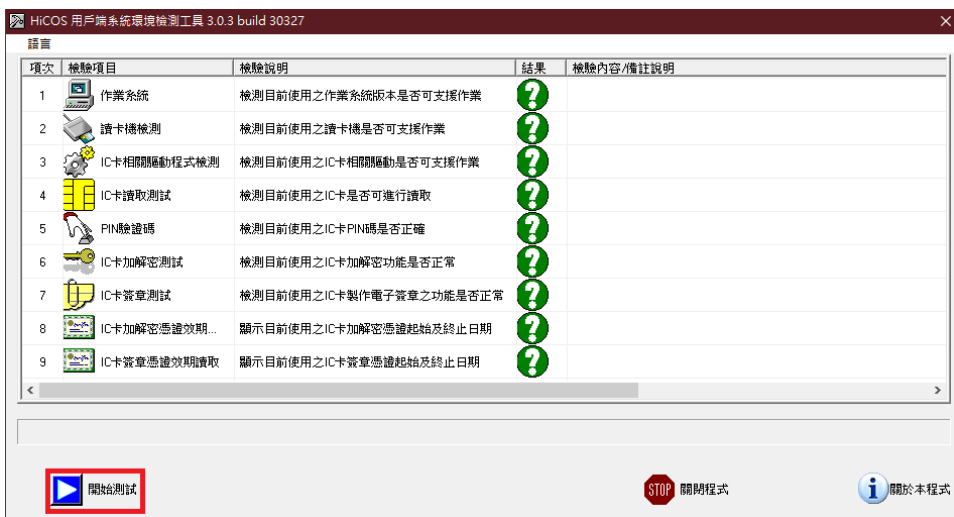 HiCOS 用戶端系統環境檢測工具 3.0.3 build 30327
語言
項次 檢驗項目 檢驗說明 結果 檢驗內容/備註說明
1 作業系統 檢測目前使用之作業系統版本是否可支援作業
2 讀卡機檢測 檢測目前使用之讀卡機是否可支援作業
3 IC卡相關驅動程式檢測 檢測目前使用之IC卡相關驅動是否可支援作業
4 IC卡讀取測試 檢測目前使用之IC卡是否可進行讀取
5 PIN驗證碼 檢測目前使用之IC卡PIN碼是否正確
6 IC卡加解密測試 檢測目前使用之IC卡加解密功能是否正常
7 IC卡簽章測試 檢測目前使用之IC卡製作電子簽章之功能是否正常
8 IC卡加解密憑證效期... 顯示目前使用之IC卡加解密憑證起始及終止日期
9 IC卡簽章憑證效期讀取 顯示目前使用之IC卡簽章憑證起始及終止日期
開始測試 STOP 關閉程式 關於本程式